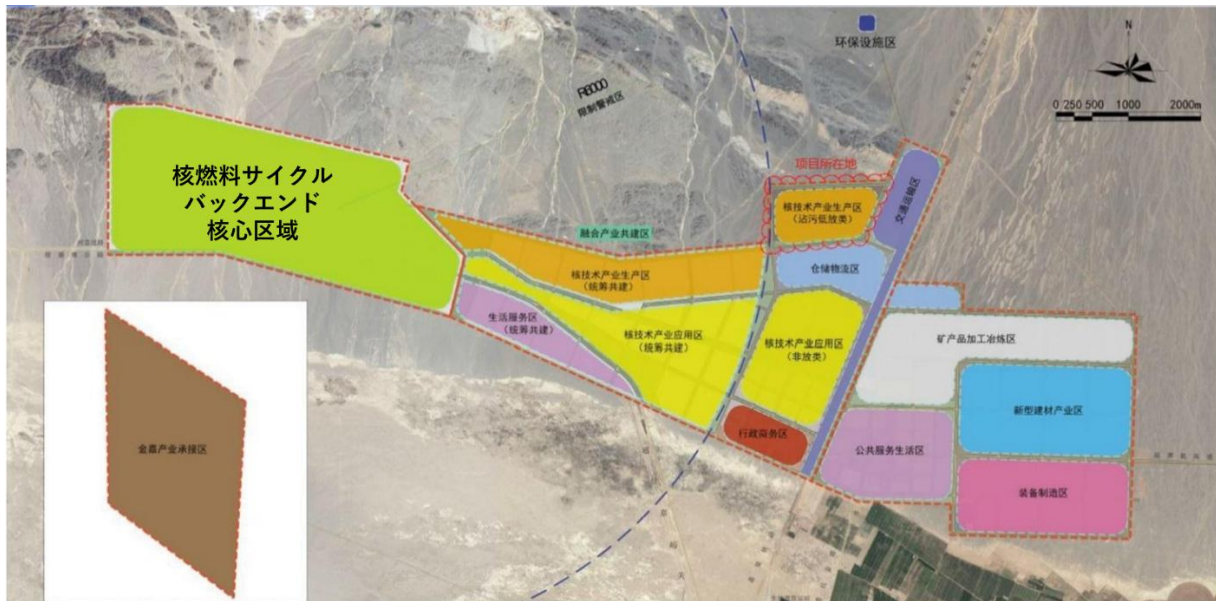 环保设施区
N
R8000
限制警戒区
0 250 500 1000 2000m
项目所在地
核燃料サイクル
バックエンド
核心区域
核技术产业生产区
(沾污低放类)
交通运输区
融合产业共建区
仓储物流区
核技术产业生产区
(统筹共建)
生活服务区
(统筹共建)
核技术产业应用区
(统筹共建)
核技术产业应用区
(非放类)
矿产品加工冶炼区
新型建材产业区
行政商务区
公共服务生活区
装备制造区
金嘉产业承接区